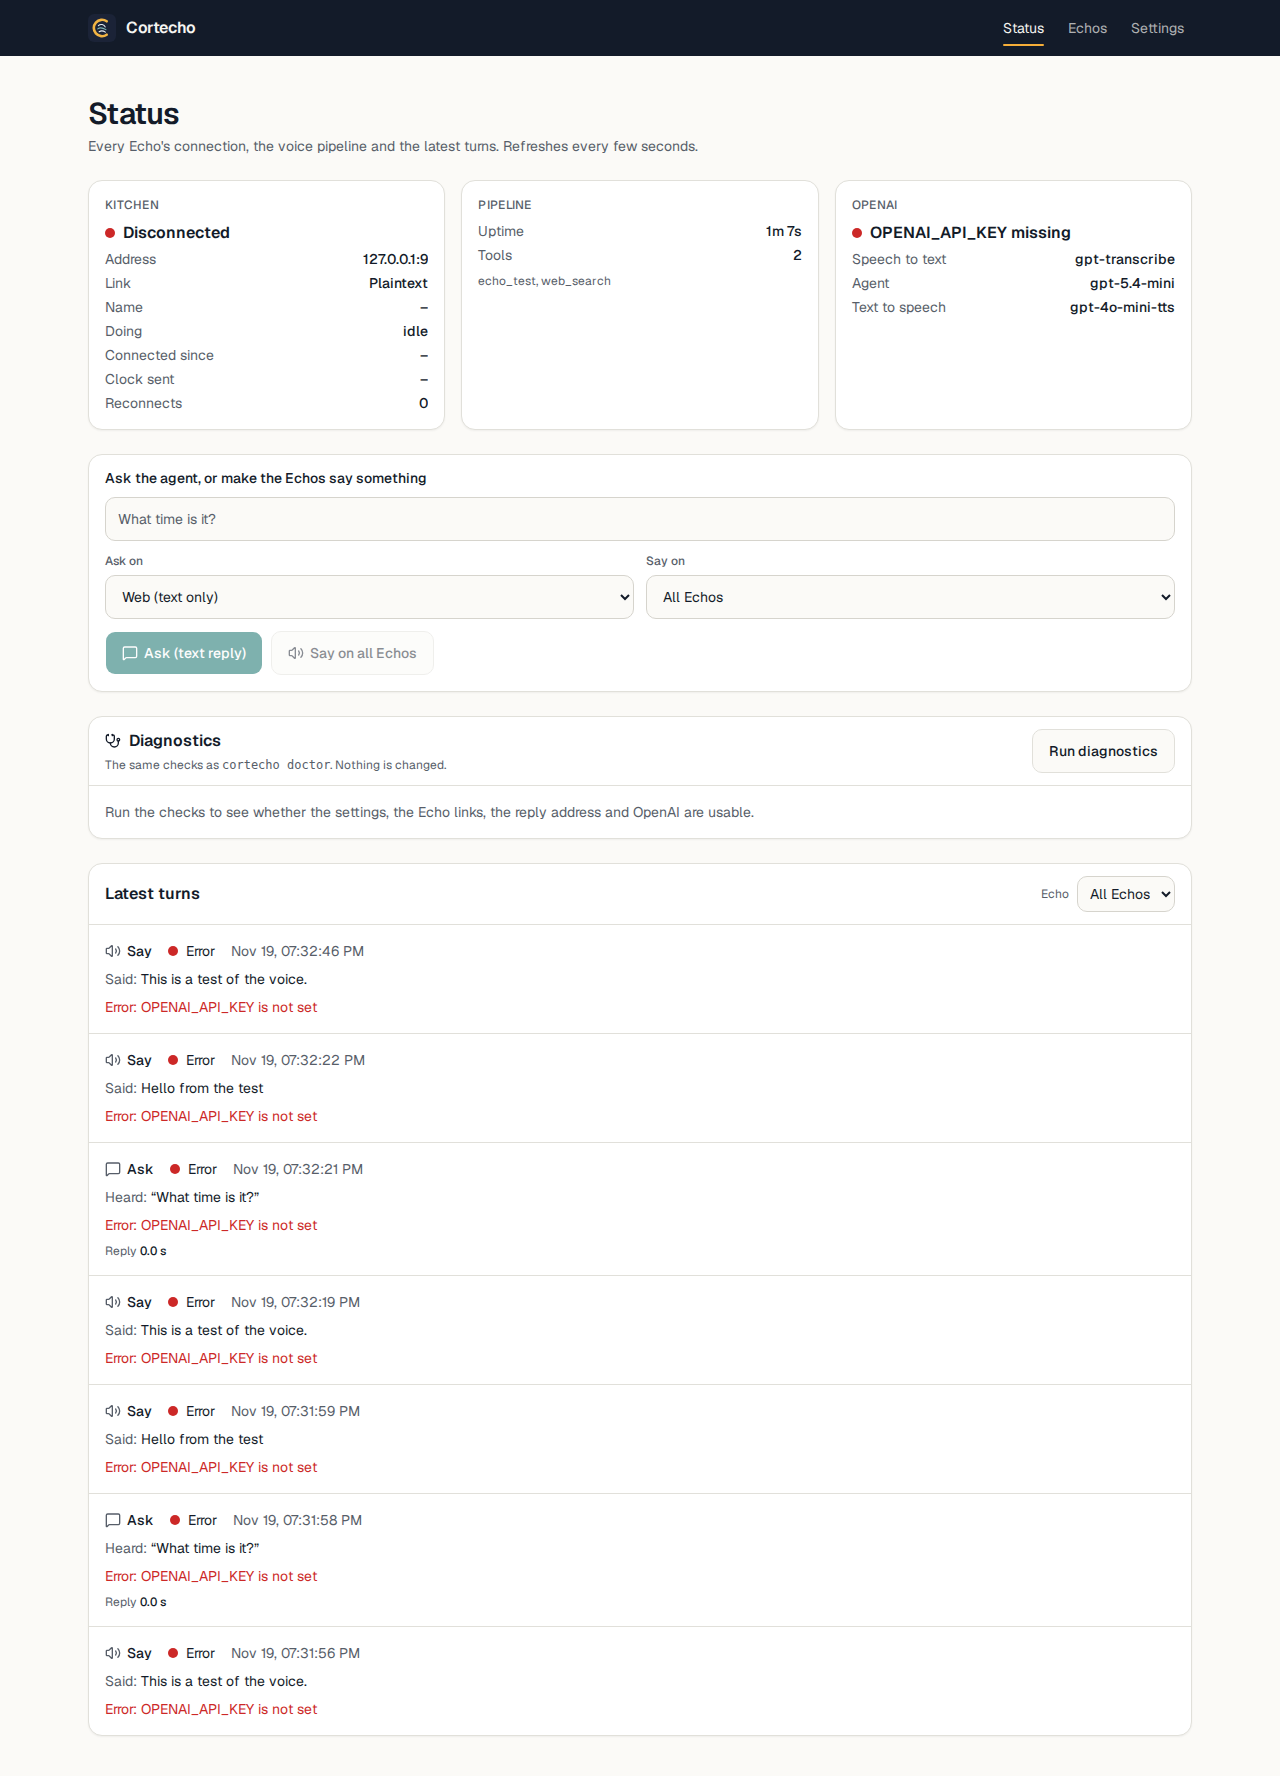 Cortecho
Status Echos Settings
Status
Every Echo's connection, the voice pipeline and the latest turns. Refreshes every few seconds.
KITCHEN
Disconnected
Address 127.0.0.1:9
Link Plaintext
Name –
Doing idle
Connected since –
Clock sent –
Reconnects 0
PIPELINE
Uptime 1m 7s
Tools 2
echo_test, web_search
OPENAI
OPENAI_API_KEY missing
Speech to text gpt-transcribe
Agent gpt-5.4-mini
Text to speech gpt-4o-mini-tts
Ask the agent, or make the Echos say something
What time is it?
Ask on
Web (text only)
Say on
All Echos
Ask (text reply)
Say on all Echos
Diagnostics
The same checks as cortecho doctor. Nothing is changed.
Run diagnostics
Run the checks to see whether the settings, the Echo links, the reply address and OpenAI are usable.
Latest turns
Echo All Echos
Say Error Nov 19, 07:32:46 PM
Said: This is a test of the voice.
Error: OPENAI_API_KEY is not set
Say Error Nov 19, 07:32:22 PM
Said: Hello from the test
Error: OPENAI_API_KEY is not set
Ask Error Nov 19, 07:32:21 PM
Heard: “What time is it?”
Error: OPENAI_API_KEY is not set
Reply 0.0 s
Say Error Nov 19, 07:32:19 PM
Said: This is a test of the voice.
Error: OPENAI_API_KEY is not set
Say Error Nov 19, 07:31:59 PM
Said: Hello from the test
Error: OPENAI_API_KEY is not set
Ask Error Nov 19, 07:31:58 PM
Heard: “What time is it?”
Error: OPENAI_API_KEY is not set
Reply 0.0 s
Say Error Nov 19, 07:31:56 PM
Said: This is a test of the voice.
Error: OPENAI_API_KEY is not set